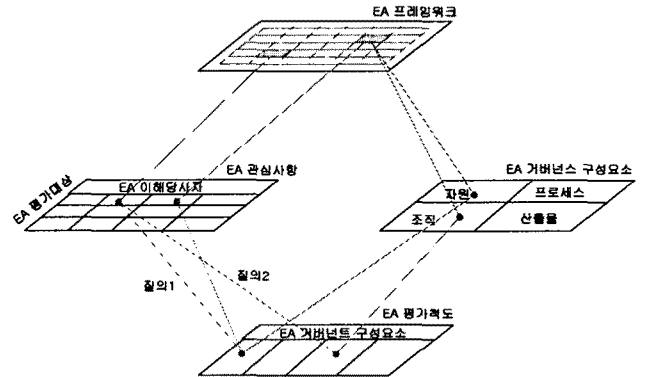 EA 프레임워크
EA 관심사항
EA 평가대상
EA 이해당사자
EA 거버넌스 구성요소
자원
프로세스
조직
산출물
질의1
질의2
EA 평가척도
EA 거버넌트 구성요소